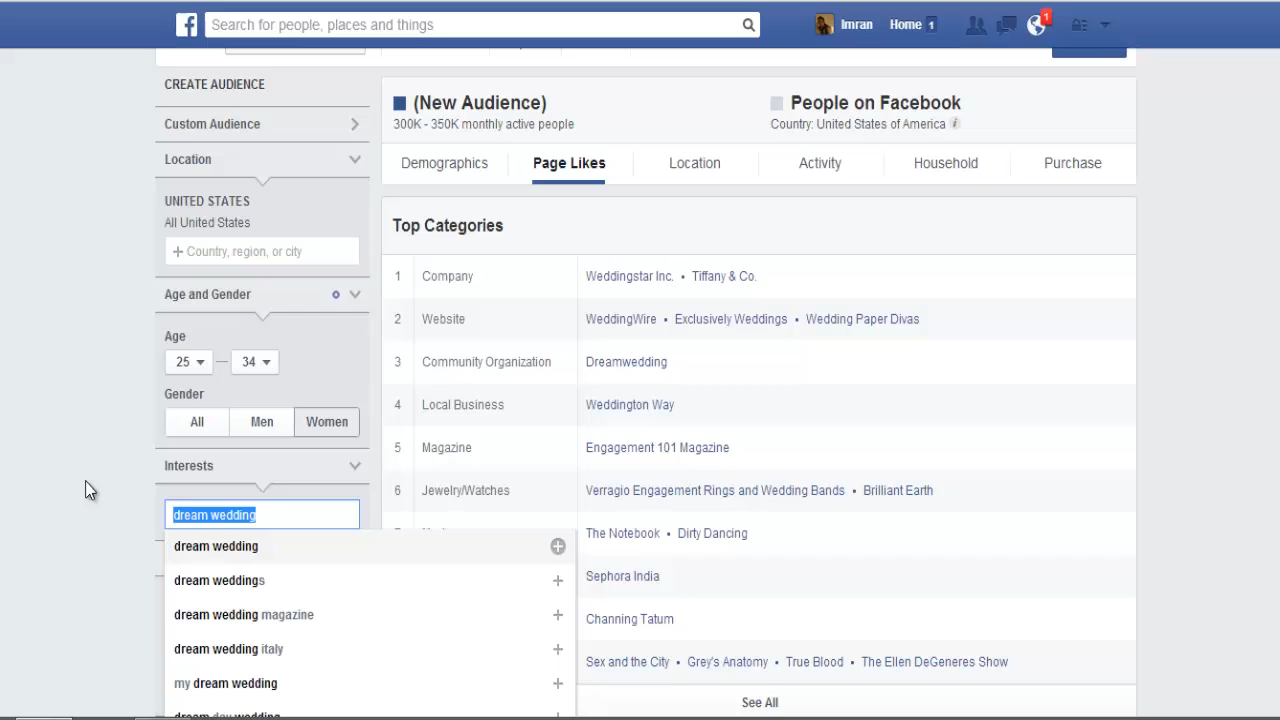 Search for people, places and things
Imran
Home 1
1
CREATE AUDIENCE
Custom Audience
Location
UNITED STATES
All United States
+ Country, region, or city
Age and Gender
Age
25 — 34
Gender
All Men Women
Interests
dream wedding
dream wedding
dream weddings
dream wedding magazine
dream wedding italy
my dream wedding
dream day wedding
(New Audience)
300K - 350K monthly active people
People on Facebook
Country: United States of America
Demographics Page Likes Location Activity Household Purchase
Top Categories
1 Company Weddingstar Inc. • Tiffany & Co.
2 Website WeddingWire • Exclusively Weddings • Wedding Paper Divas
3 Community Organization Dreamwedding
4 Local Business Weddington Way
5 Magazine Engagement 101 Magazine
6 Jewelry/Watches Verragio Engagement Rings and Wedding Bands • Brilliant Earth
The Notebook • Dirty Dancing
Sephora India
Channing Tatum
Sex and the City • Grey's Anatomy • True Blood • The Ellen DeGeneres Show
See All